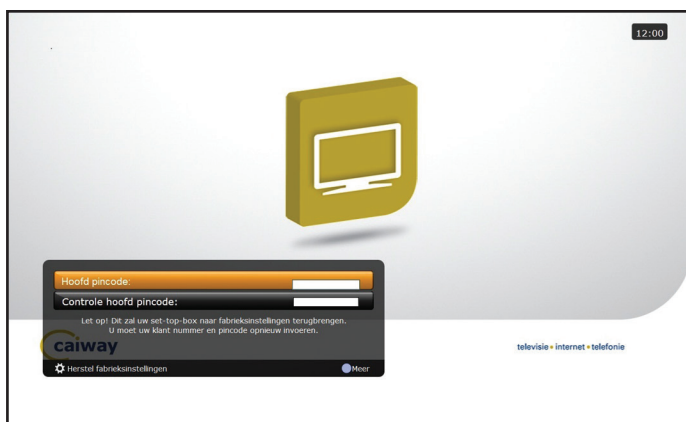 12:00
Hoofd pincode:
Controle hoofd pincode:
Let op! Dit zal uw set-top-box naar fabrieksinstellingen terugbrengen.
U moet uw klant nummer en pincode opnieuw invoeren.
caiway
televisie • internet • telefonie
Herstel fabrieksinstellingen
Meer